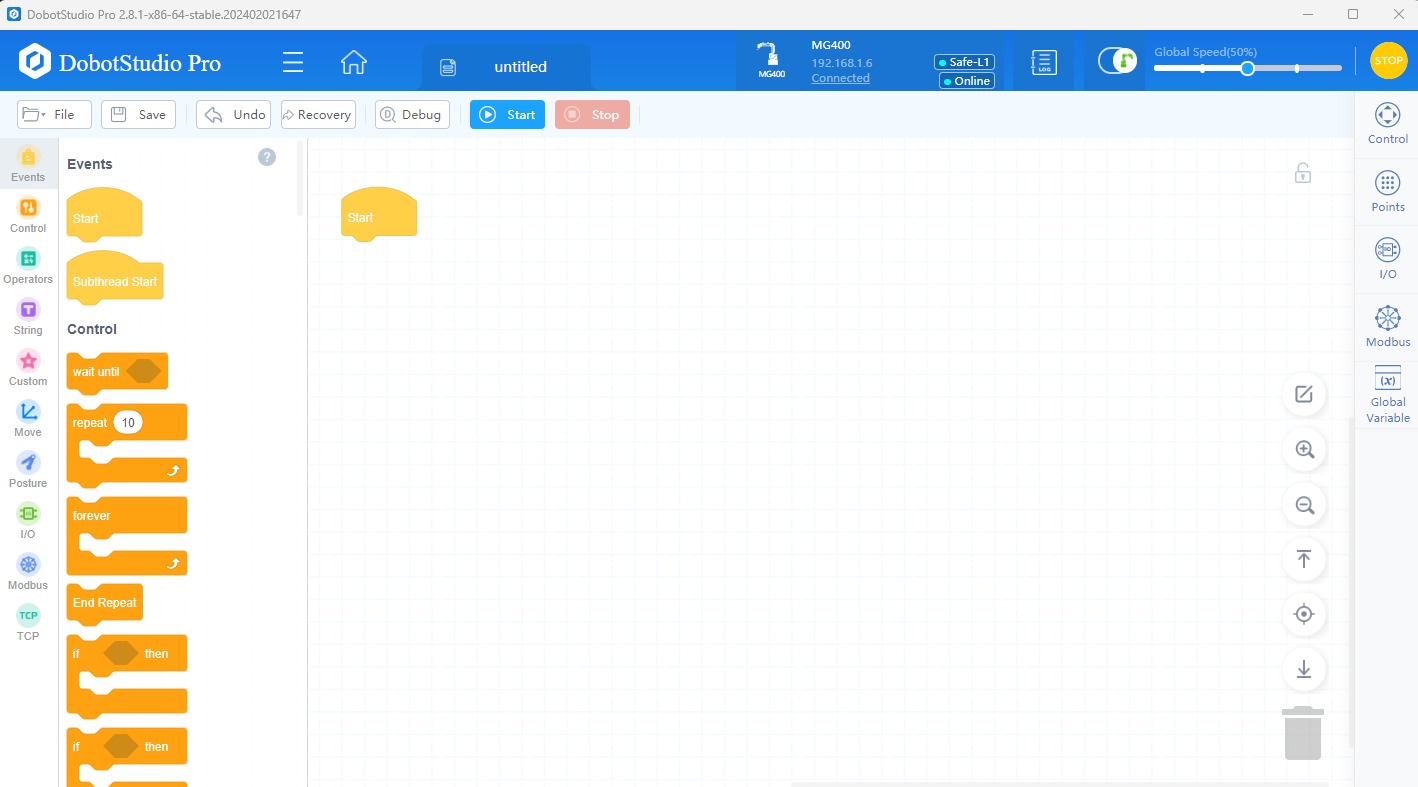 DobotStudio Pro 2.8.1-x86-64-stable.202402021647
DobotStudio Pro
untitled
MG400
MG400
192.168.1.6
Connected
Safe-L1
Online
LOG
Global Speed(50%)
STOP
File
Save
Undo
Recovery
D
Debug
Start
Stop
Events
Control
Operators
String
Custom
Move
Posture
I/O
Modbus
TCP
TCP
Events
?
Start
Subthread Start
Control
wait until
repeat 10
forever
End Repeat
if then
if then
Start
Control
Points
I/O
Modbus
(x)
Global
Variable